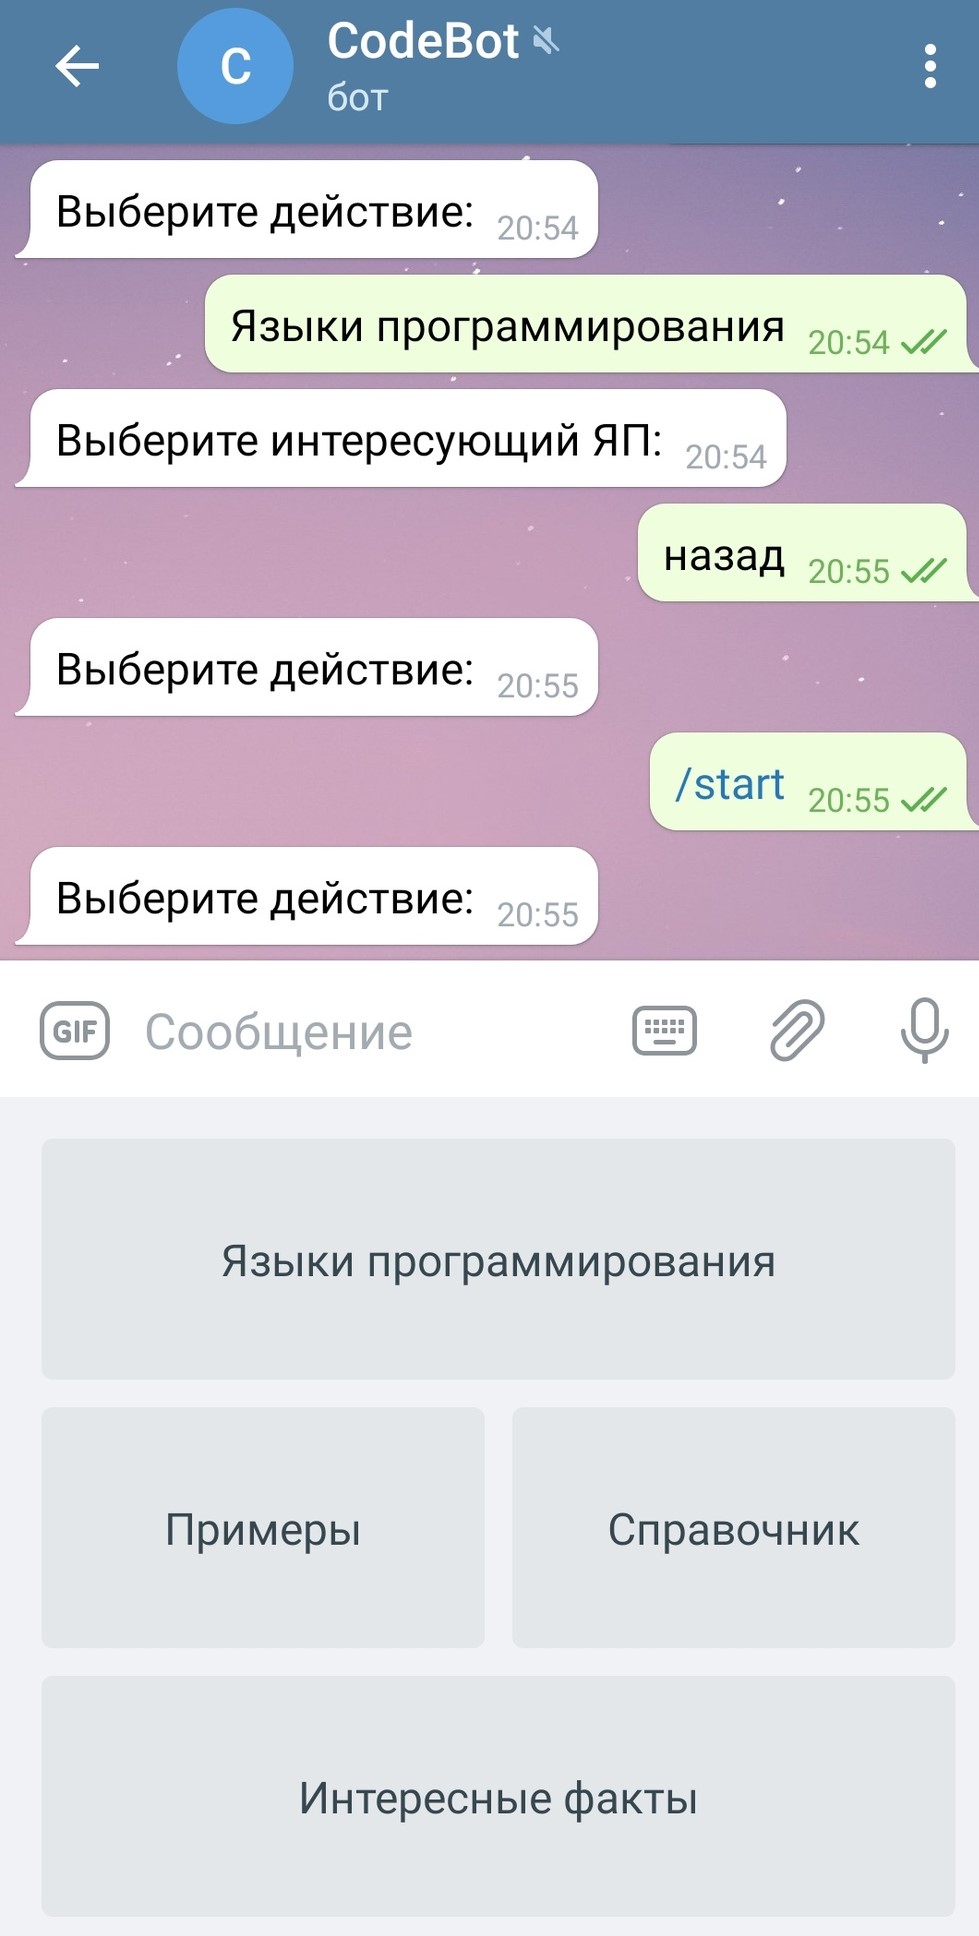 C
CodeBot
бот
Выберите действие: 20:54
Языки программирования 20:54
Выберите интересующий ЯП: 20:54
назад 20:55
Выберите действие: 20:55
/start 20:55
Выберите действие: 20:55
GIF Сообщение
Языки программирования
Примеры Справочник
Интересные факты